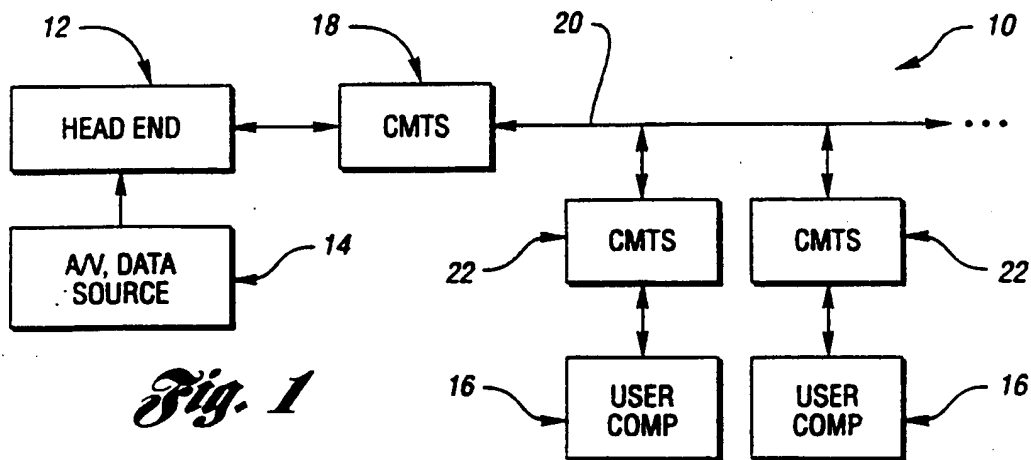 12
18
20
10
HEAD END
CMTS
•••
A/V, DATA
SOURCE
14
22
CMTS
CMTS
22
Fig. 1
16
USER
COMP
USER
COMP
16